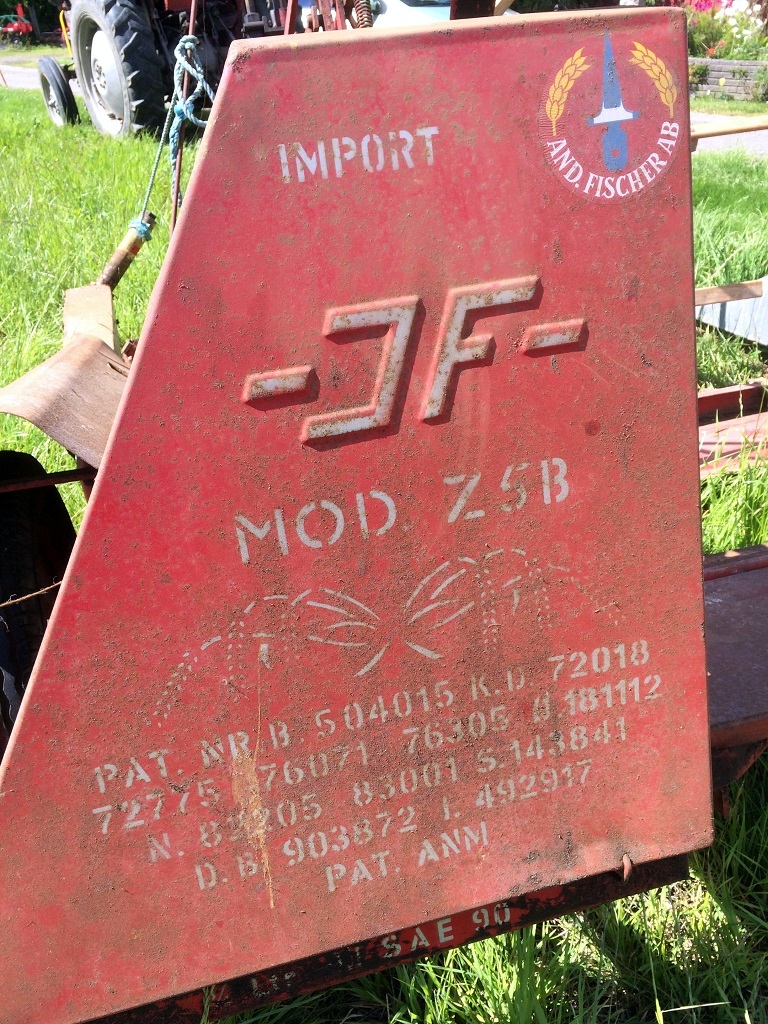 IMPORT
AND. FISCHER AB
-JF-
MOD. Z5B
PAT. NR. B. 504015 K.D. 72018
72775 76071 76305 H.181112
N. 83205 83001 S. 143841
D.B. 903872 I. 492917
PAT. ANM
SAE 90